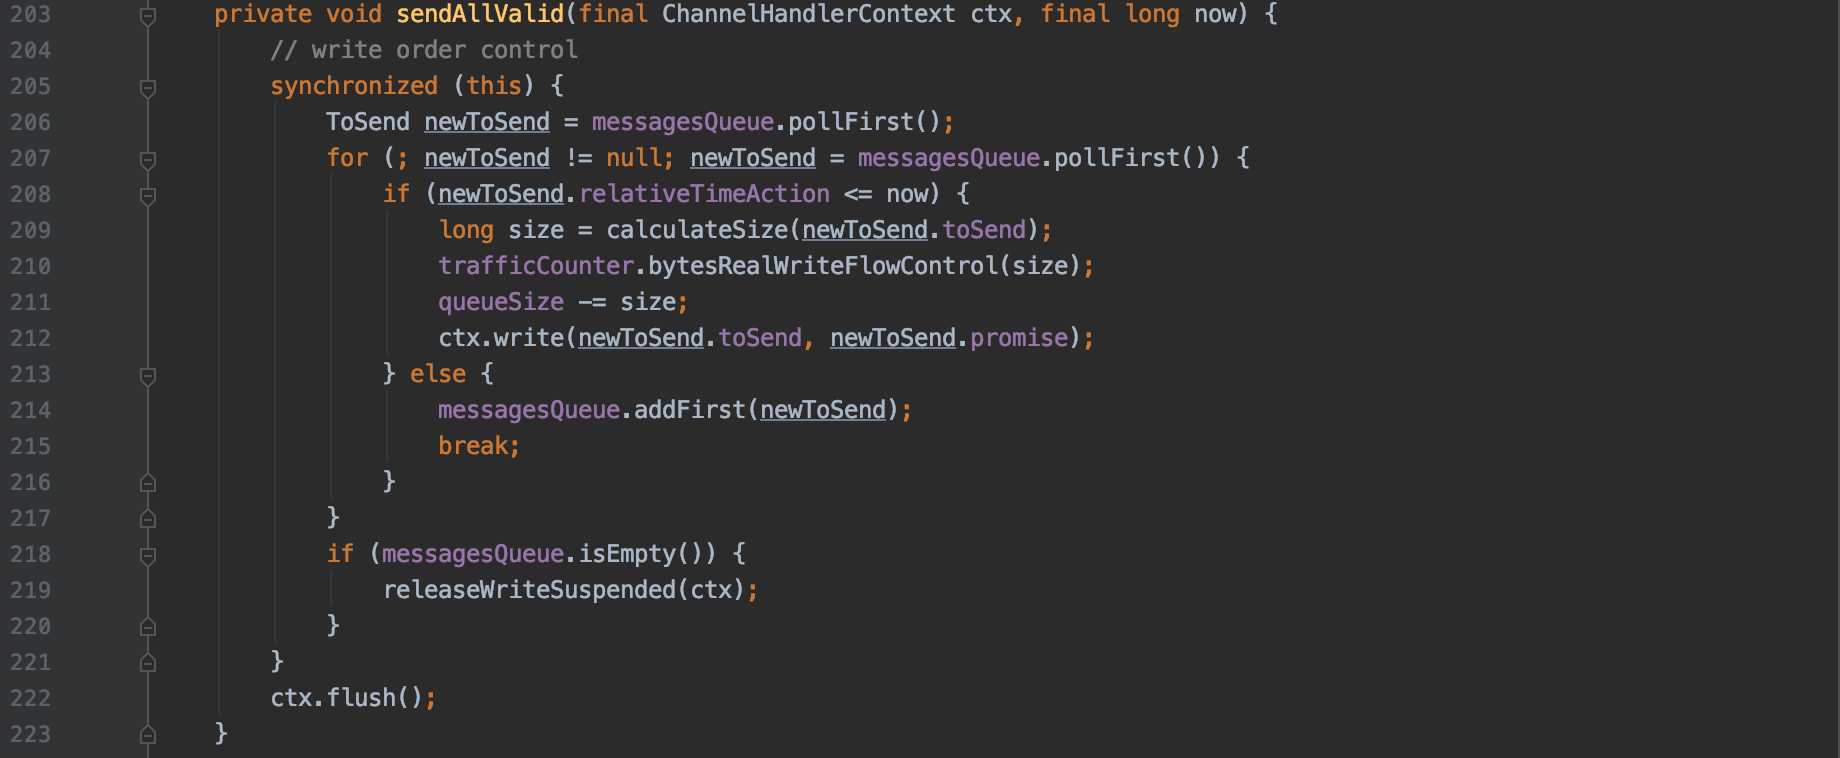 203 private void sendAllValid(final ChannelHandlerContext ctx, final long now) {
204 // write order control
205 synchronized (this) {
206 ToSend newToSend = messagesQueue.pollFirst();
207 for (; newToSend != null; newToSend = messagesQueue.pollFirst()) {
208 if (newToSend.relativeTimeAction <= now) {
209 long size = calculateSize(newToSend.toSend);
210 trafficCounter.bytesRealWriteFlowControl(size);
211 queueSize -= size;
212 ctx.write(newToSend.toSend, newToSend.promise);
213 } else {
214 messagesQueue.addFirst(newToSend);
215 break;
216 }
217 }
218 if (messagesQueue.isEmpty()) {
219 releaseWriteSuspended(ctx);
220 }
221 }
222 ctx.flush();
223 }